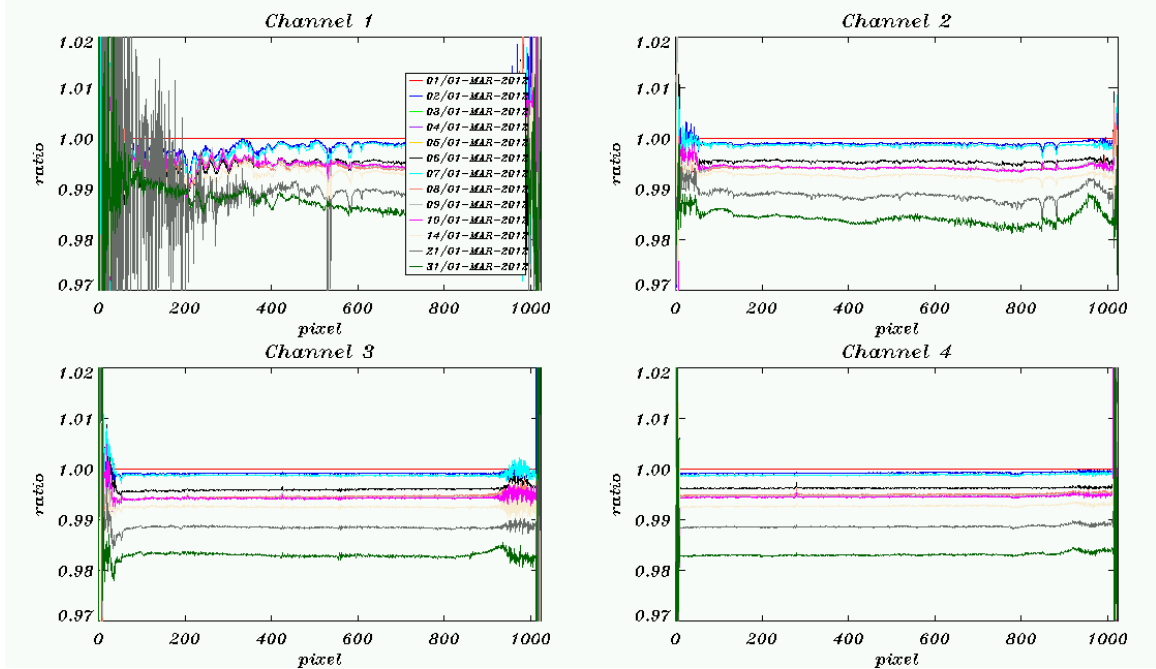 Channel 1
1.02
1.01
1.00
0.99
0.98
0.97
ratio
0 200 400 600 800 1000
pixel
01/01-MAR-2012
02/01-MAR-2012
03/01-MAR-2012
04/01-MAR-2012
05/01-MAR-2012
06/01-MAR-2012
07/01-MAR-2012
08/01-MAR-2012
09/01-MAR-2012
10/01-MAR-2012
14/01-MAR-2012
21/01-MAR-2012
31/01-MAR-2012
Channel 2
1.02
1.01
1.00
0.99
0.98
0.97
ratio
0 200 400 600 800 1000
pixel
Channel 3
1.02
1.01
1.00
0.99
0.98
0.97
ratio
0 200 400 600 800 1000
pixel
Channel 4
1.02
1.01
1.00
0.99
0.98
0.97
ratio
0 200 400 600 800 1000
pixel